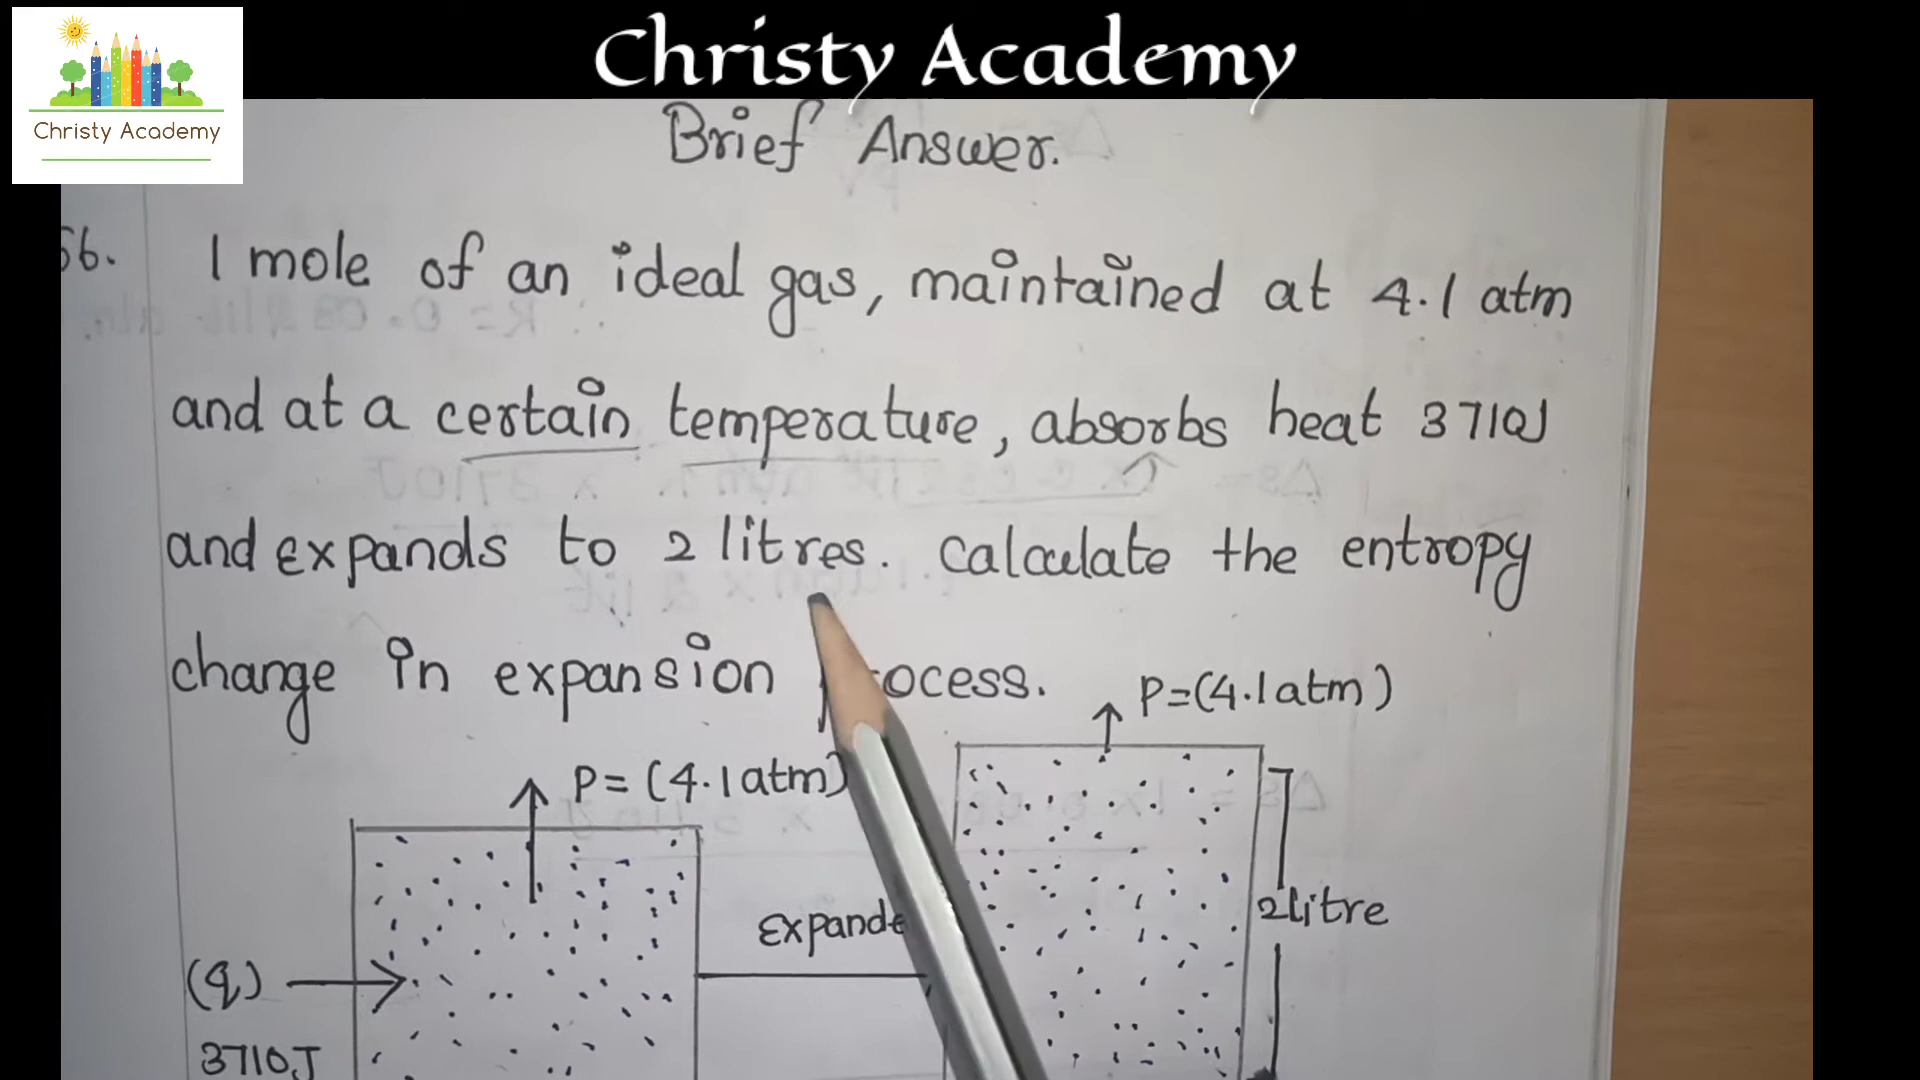 Christy Academy
Christy Academy
Brief Answer.
56. 1 mole of an ideal gas, maintained at 4.1 atm
and at a certain temperature, absorbs heat 3710J
and expands to 2 litres. Calculate the entropy
change in expansion process.
P=(4.1atm)
P=(4.1atm)
expande
2litre
(q)
3710J